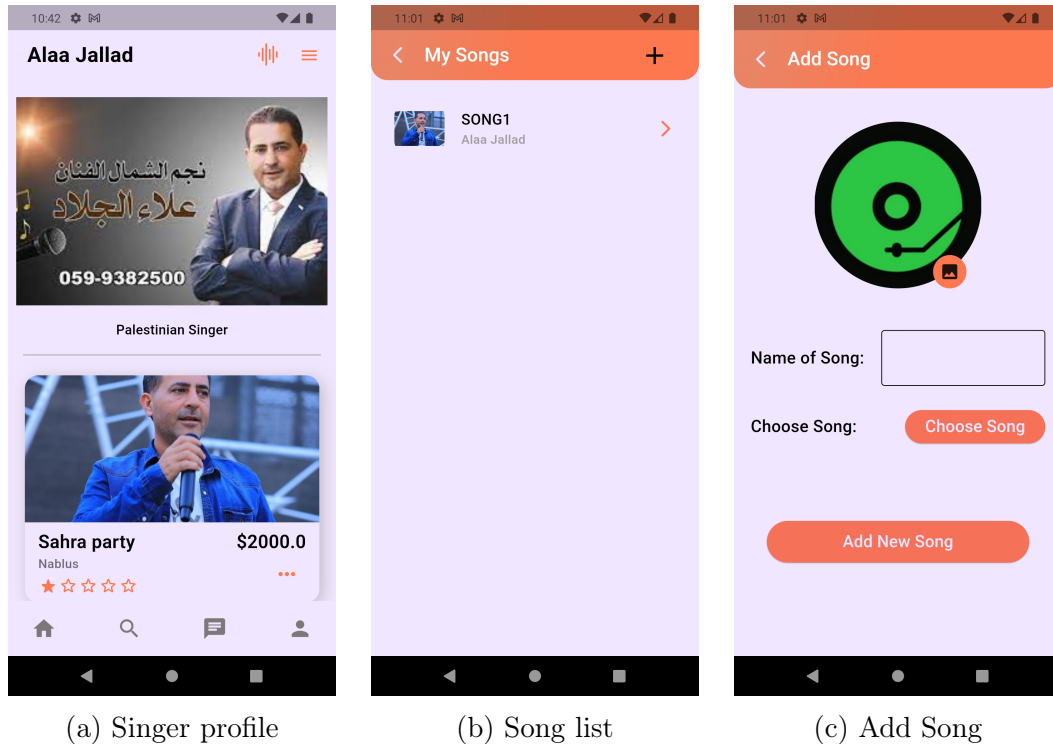 10:42
Alaa Jallad
نجم الشمال الفنان
علاء الجلاد
059-9382500
Palestinian Singer
Sahra party
$2000.0
Nablus
(a) Singer profile
11:01
My Songs
SONG1
Alaa Jallad
(b) Song list
11:01
Add Song
Name of Song:
Choose Song:
Choose Song
Add New Song
(c) Add Song